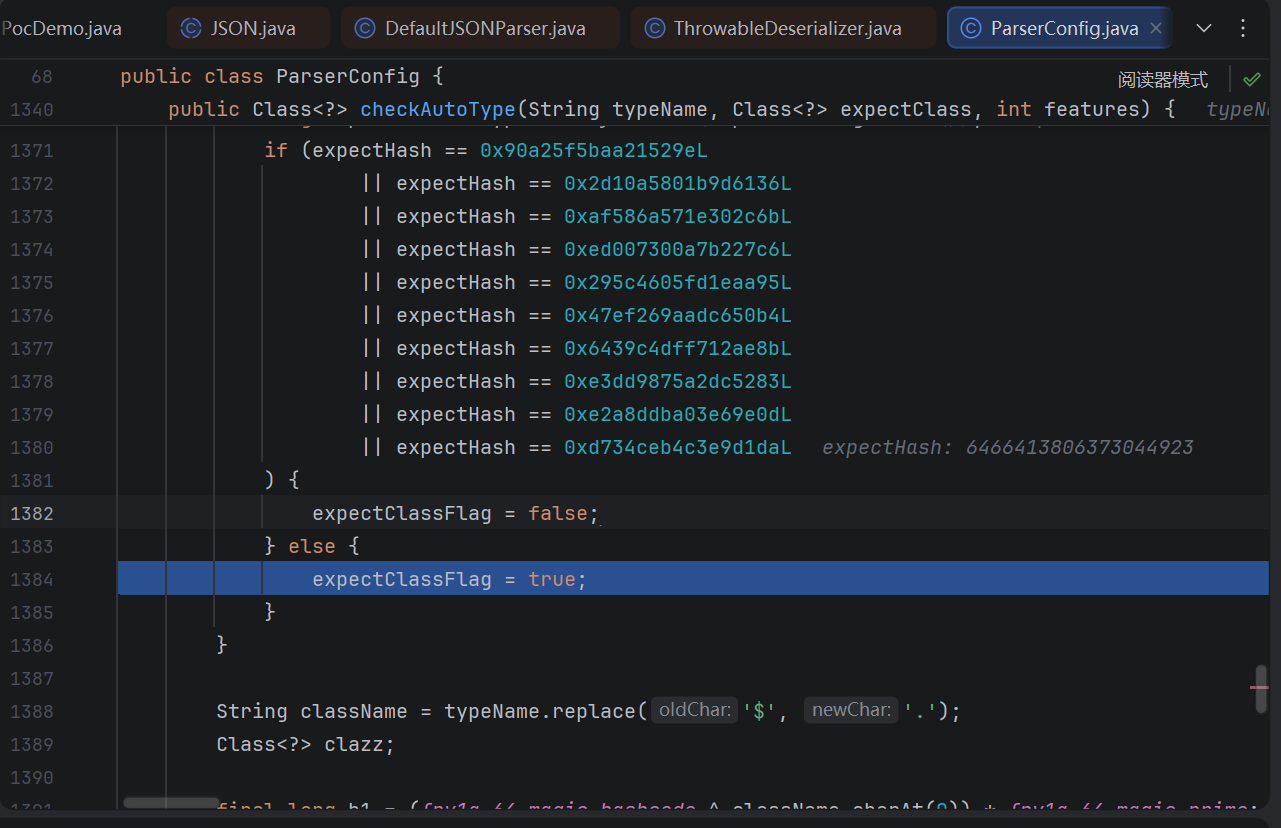 PocDemo.java JSON.java DefaultJSONParser.java ThrowableDeserializer.java ParserConfig.java
68 public class ParserConfig {
阅读器模式
1340 public Class<?> checkAutoType(String typeName, Class<?> expectClass, int features) {
1371 if (expectHash == 0x90a25f5baa21529eL
1372 || expectHash == 0x2d10a5801b9d6136L
1373 || expectHash == 0xaf586a571e302c6bL
1374 || expectHash == 0xed007300a7b227c6L
1375 || expectHash == 0x295c4605fd1eaa95L
1376 || expectHash == 0x47ef269aadc650b4L
1377 || expectHash == 0x6439c4dff712ae8bL
1378 || expectHash == 0xe3dd9875a2dc5283L
1379 || expectHash == 0xe2a8ddba03e69e0dL
1380 || expectHash == 0xd734ceb4c3e9d1daL expectHash: 6466413806373044923
1381 ) {
1382 expectClassFlag = false;
1383 } else {
1384 expectClassFlag = true;
1385 }
1386 }
1387
1388 String className = typeName.replace( oldChar: '$', newChar: '.');
1389 Class<?> clazz;
1390